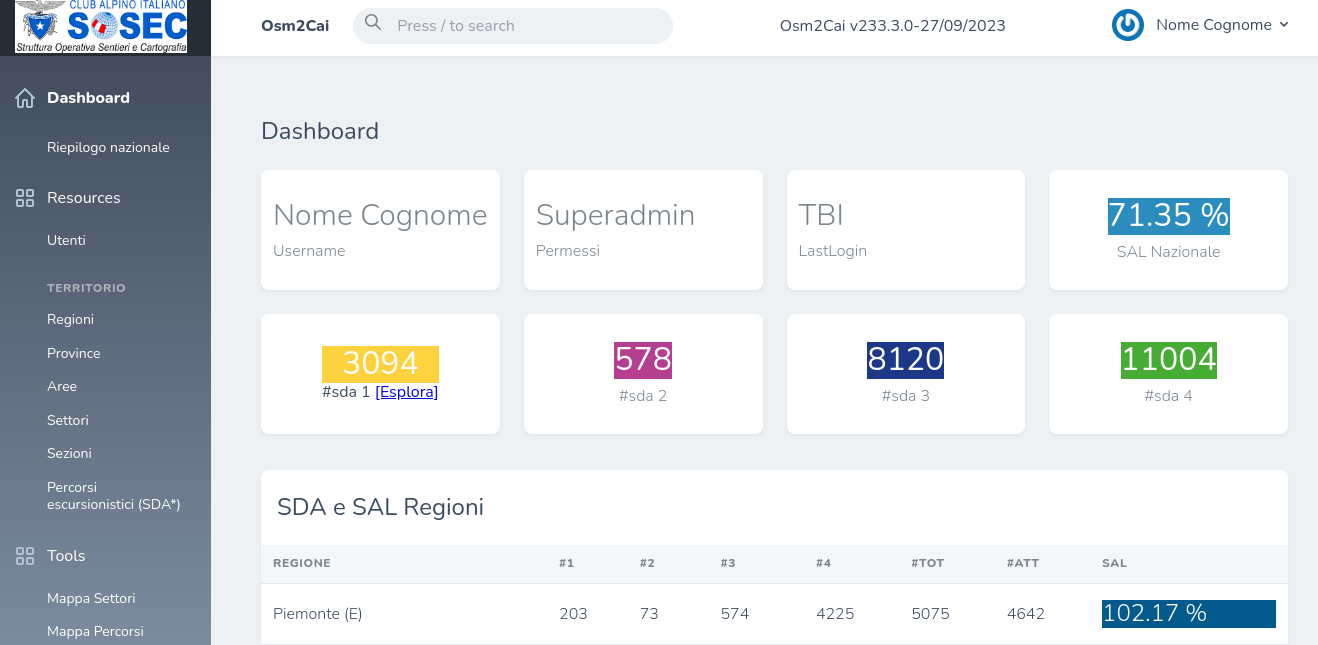 CLUB ALPINO ITALIANO
SOSEC
Struttura Operativa Sentieri e Cartografia
Osm2Cai
Press / to search
Osm2Cai v233.3.0-27/09/2023
Nome Cognome
Dashboard
Riepilogo nazionale
Resources
Utenti
TERRITORIO
Regioni
Province
Aree
Settori
Sezioni
Percorsi
escursionistici (SDA*)
Tools
Mappa Settori
Mappa Percorsi
Dashboard
Nome Cognome
Username
Superadmin
Permessi
TBI
LastLogin
71.35 %
SAL Nazionale
3094
#sda 1 [Esplora]
578
#sda 2
8120
#sda 3
11004
#sda 4
SDA e SAL Regioni
REGIONE #1 #2 #3 #4 #TOT #ATT SAL
Piemonte (E) 203 73 574 4225 5075 4642 102.17 %